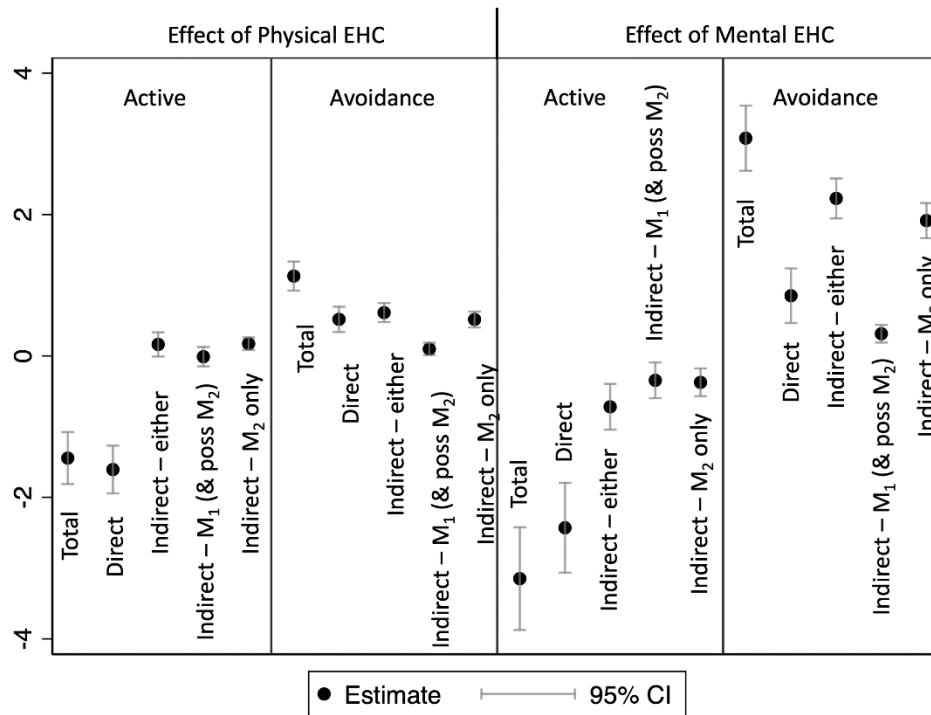 Effect of Physical EHC
Effect of Mental EHC
Active
Avoidance
Active
Avoidance
4
2
0
-2
-4
Total
Direct
Indirect – either
Indirect – M₁ (& poss M₂)
Indirect – M₂ only
Total
Direct
Indirect – either
Indirect – M₁ (& poss M₂)
Indirect – M₂ only
Total
Direct
Indirect – either
Indirect – M₁ (& poss M₂)
Indirect – M₂ only
Total
Direct
Indirect – either
Indirect – M₁ (& poss M₂)
Indirect – M₂ only
Estimate
95% CI